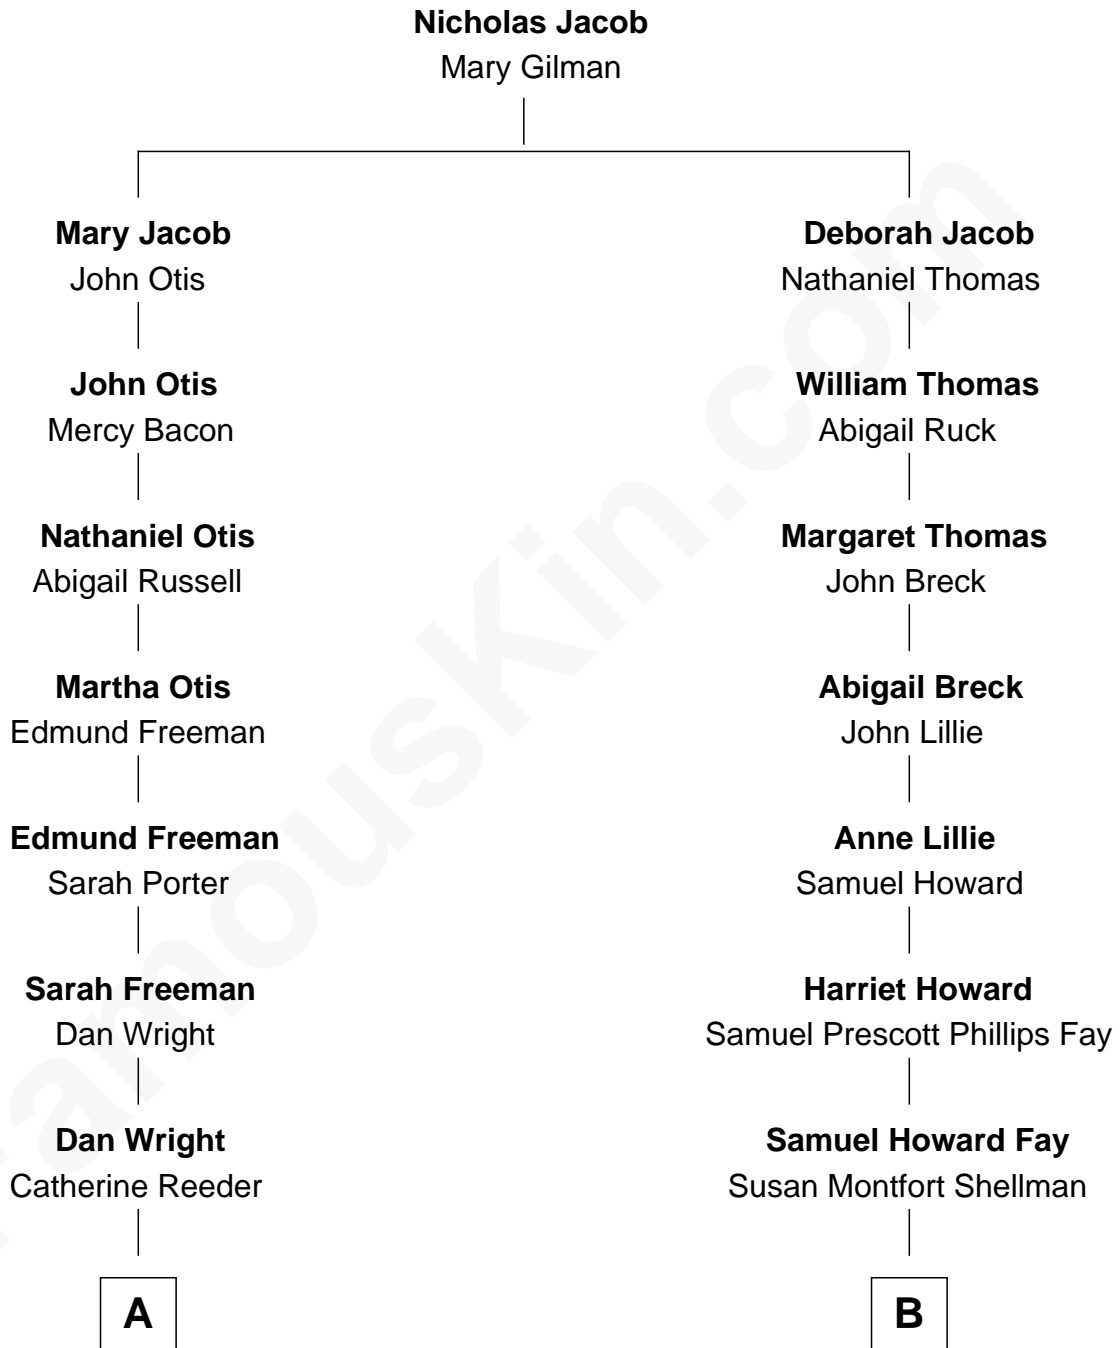 Nicholas Jacob
Mary Gilman
Mary Jacob
John Otis
Deborah Jacob
Nathaniel Thomas
John Otis
Mercy Bacon
William Thomas
Abigail Ruck
Nathaniel Otis
Abigail Russell
Margaret Thomas
John Breck
Martha Otis
Edmund Freeman
Abigail Breck
John Lillie
Edmund Freeman
Sarah Porter
Anne Lillie
Samuel Howard
Sarah Freeman
Dan Wright
Harriet Howard
Samuel Prescott Phillips Fay
Dan Wright
Catherine Reeder
Samuel Howard Fay
Susan Montfort Shellman
A
B
FamousKin.com